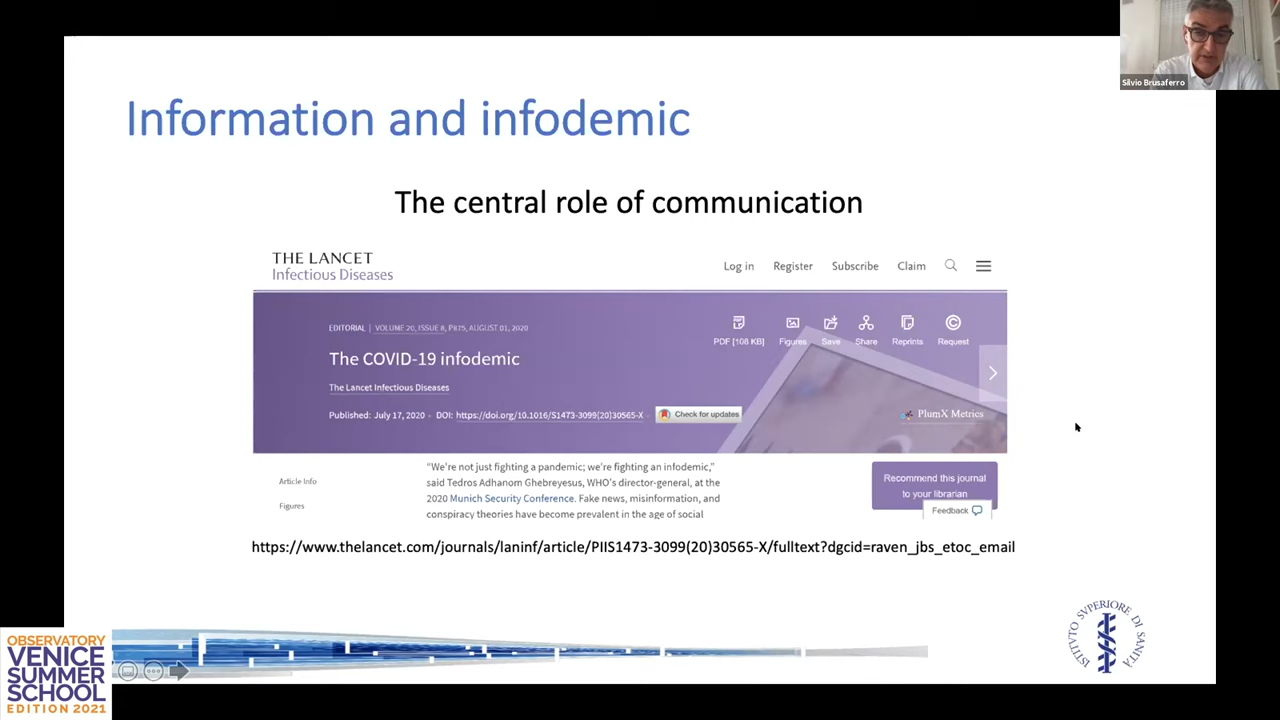 Silvio Brusaferro
Information and infodemic
The central role of communication
THE LANCET
Infectious Diseases
Log in Register Subscribe Claim
EDITORIAL | VOLUME 20, ISSUE 8, P875, AUGUST 01, 2020
PDF [108 KB] Figures Save Share Reprints Request
The COVID-19 infodemic
The Lancet Infectious Diseases
Published: July 17, 2020 • DOI: https://doi.org/10.1016/S1473-3099(20)30565-X Check for updates
PlumX Metrics
Article Info
Figures
“We're not just fighting a pandemic; we're fighting an infodemic,”
said Tedros Adhanom Ghebreyesus, WHO's director-general, at the
2020 Munich Security Conference. Fake news, misinformation, and
conspiracy theories have become prevalent in the age of social
Recommend this journal
to your librarian
Feedback
https://www.thelancet.com/journals/laninf/article/PIIS1473-3099(20)30565-X/fulltext?dgcid=raven_jbs_etoc_email
OBSERVATORY
VENICE
SUMMER
SCHOOL
EDITION 2021
ISTITUTO SVPERIORE DI SANITÀ